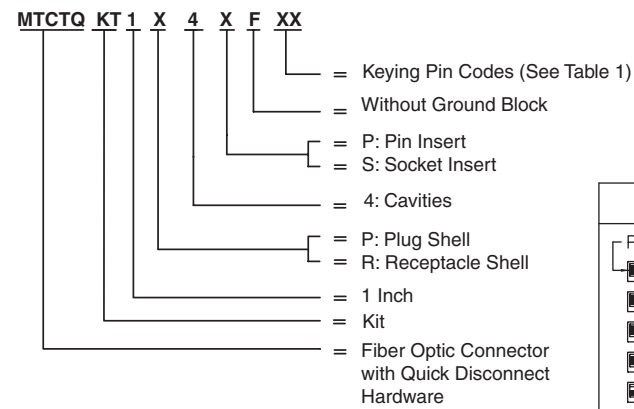 MTCTQ KT 1 X 4 X F XX
= Keying Pin Codes (See Table 1)
= Without Ground Block
= P: Pin Insert
= S: Socket Insert
= 4: Cavities
= P: Plug Shell
= R: Receptacle Shell
= 1 Inch
= Kit
= Fiber Optic Connector
with Quick Disconnect
Hardware